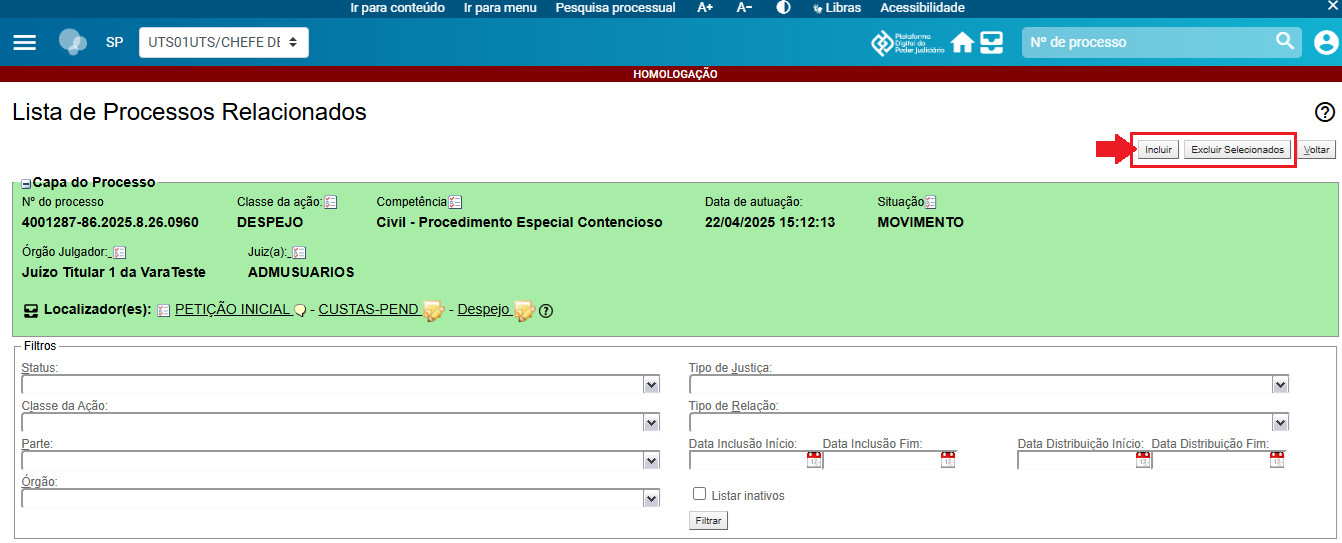 Ir para conteúdo Ir para menu Pesquisa processual A+ A− Libras Acessibilidade
SP UTS01UTS/CHEFE DE Plataforma Digital do Poder Judiciário Nº de processo
HOMOLOGAÇÃO
Lista de Processos Relacionados
Incluir Excluir Selecionados Voltar
Capa do Processo
Nº do processo Classe da ação: Competência Data de autuação: Situação
4001287-86.2025.8.26.0960 DESPEJO Civil - Procedimento Especial Contencioso 22/04/2025 15:12:13 MOVIMENTO
Órgão Julgador: Juiz(a):
Juízo Titular 1 da VaraTeste ADMUSUARIOS
Localizador(es): PETIÇÃO INICIAL - CUSTAS-PEND - Despejo
Filtros
Status: Tipo de Justiça:
Classe da Ação: Tipo de Relação:
Parte: Data Inclusão Início: Data Inclusão Fim: Data Distribuição Início: Data Distribuição Fim:
Órgão:
Listar inativos
Filtrar